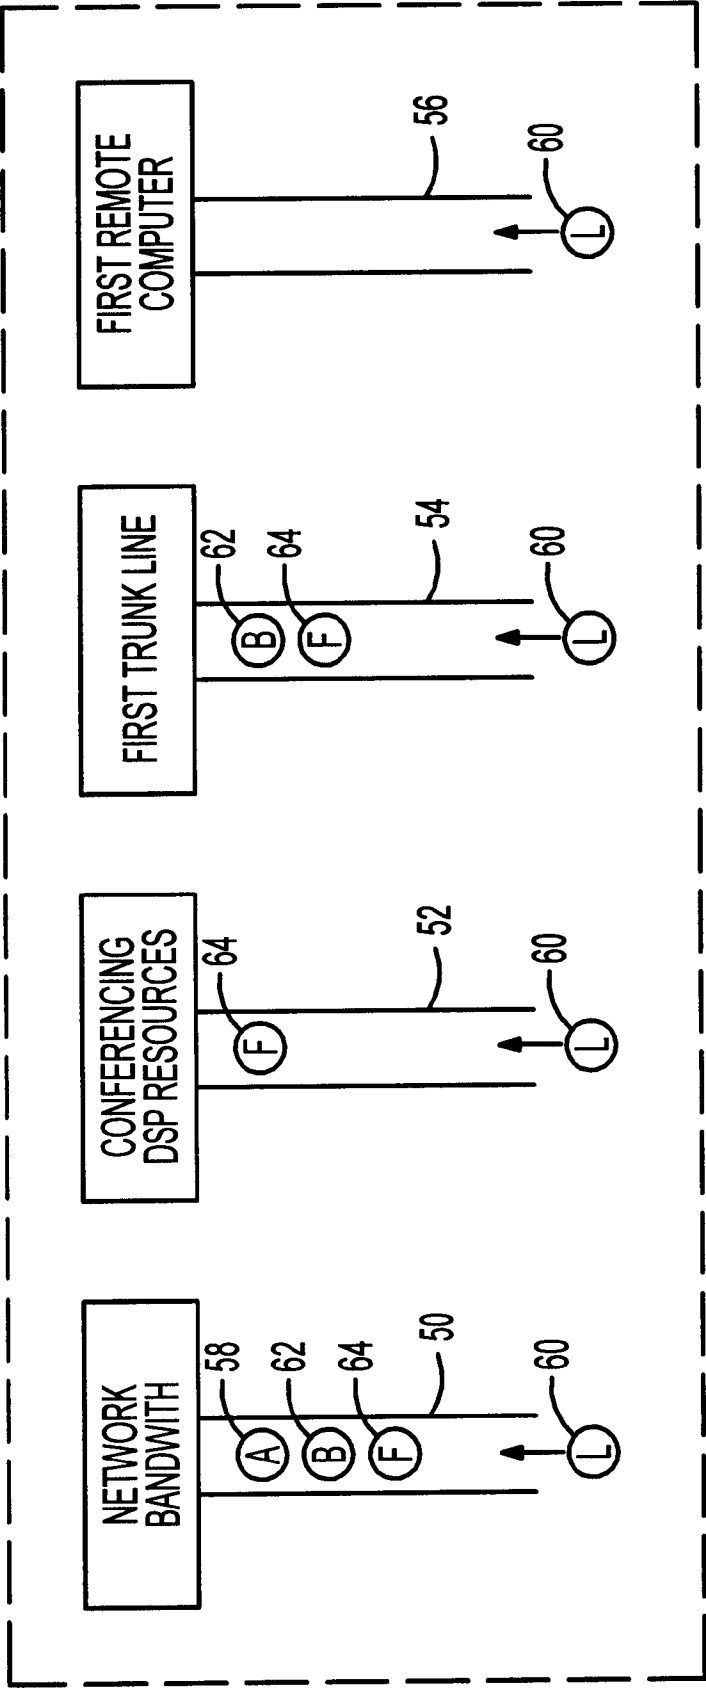 NETWORK
BANDWITH
58
62
64
50
60
A
B
F
L
CONFERENCING
DSP RESOURCES
64
52
60
F
L
FIRST TRUNK LINE
62
64
54
60
B
F
L
FIRST REMOTE
COMPUTER
56
60
L